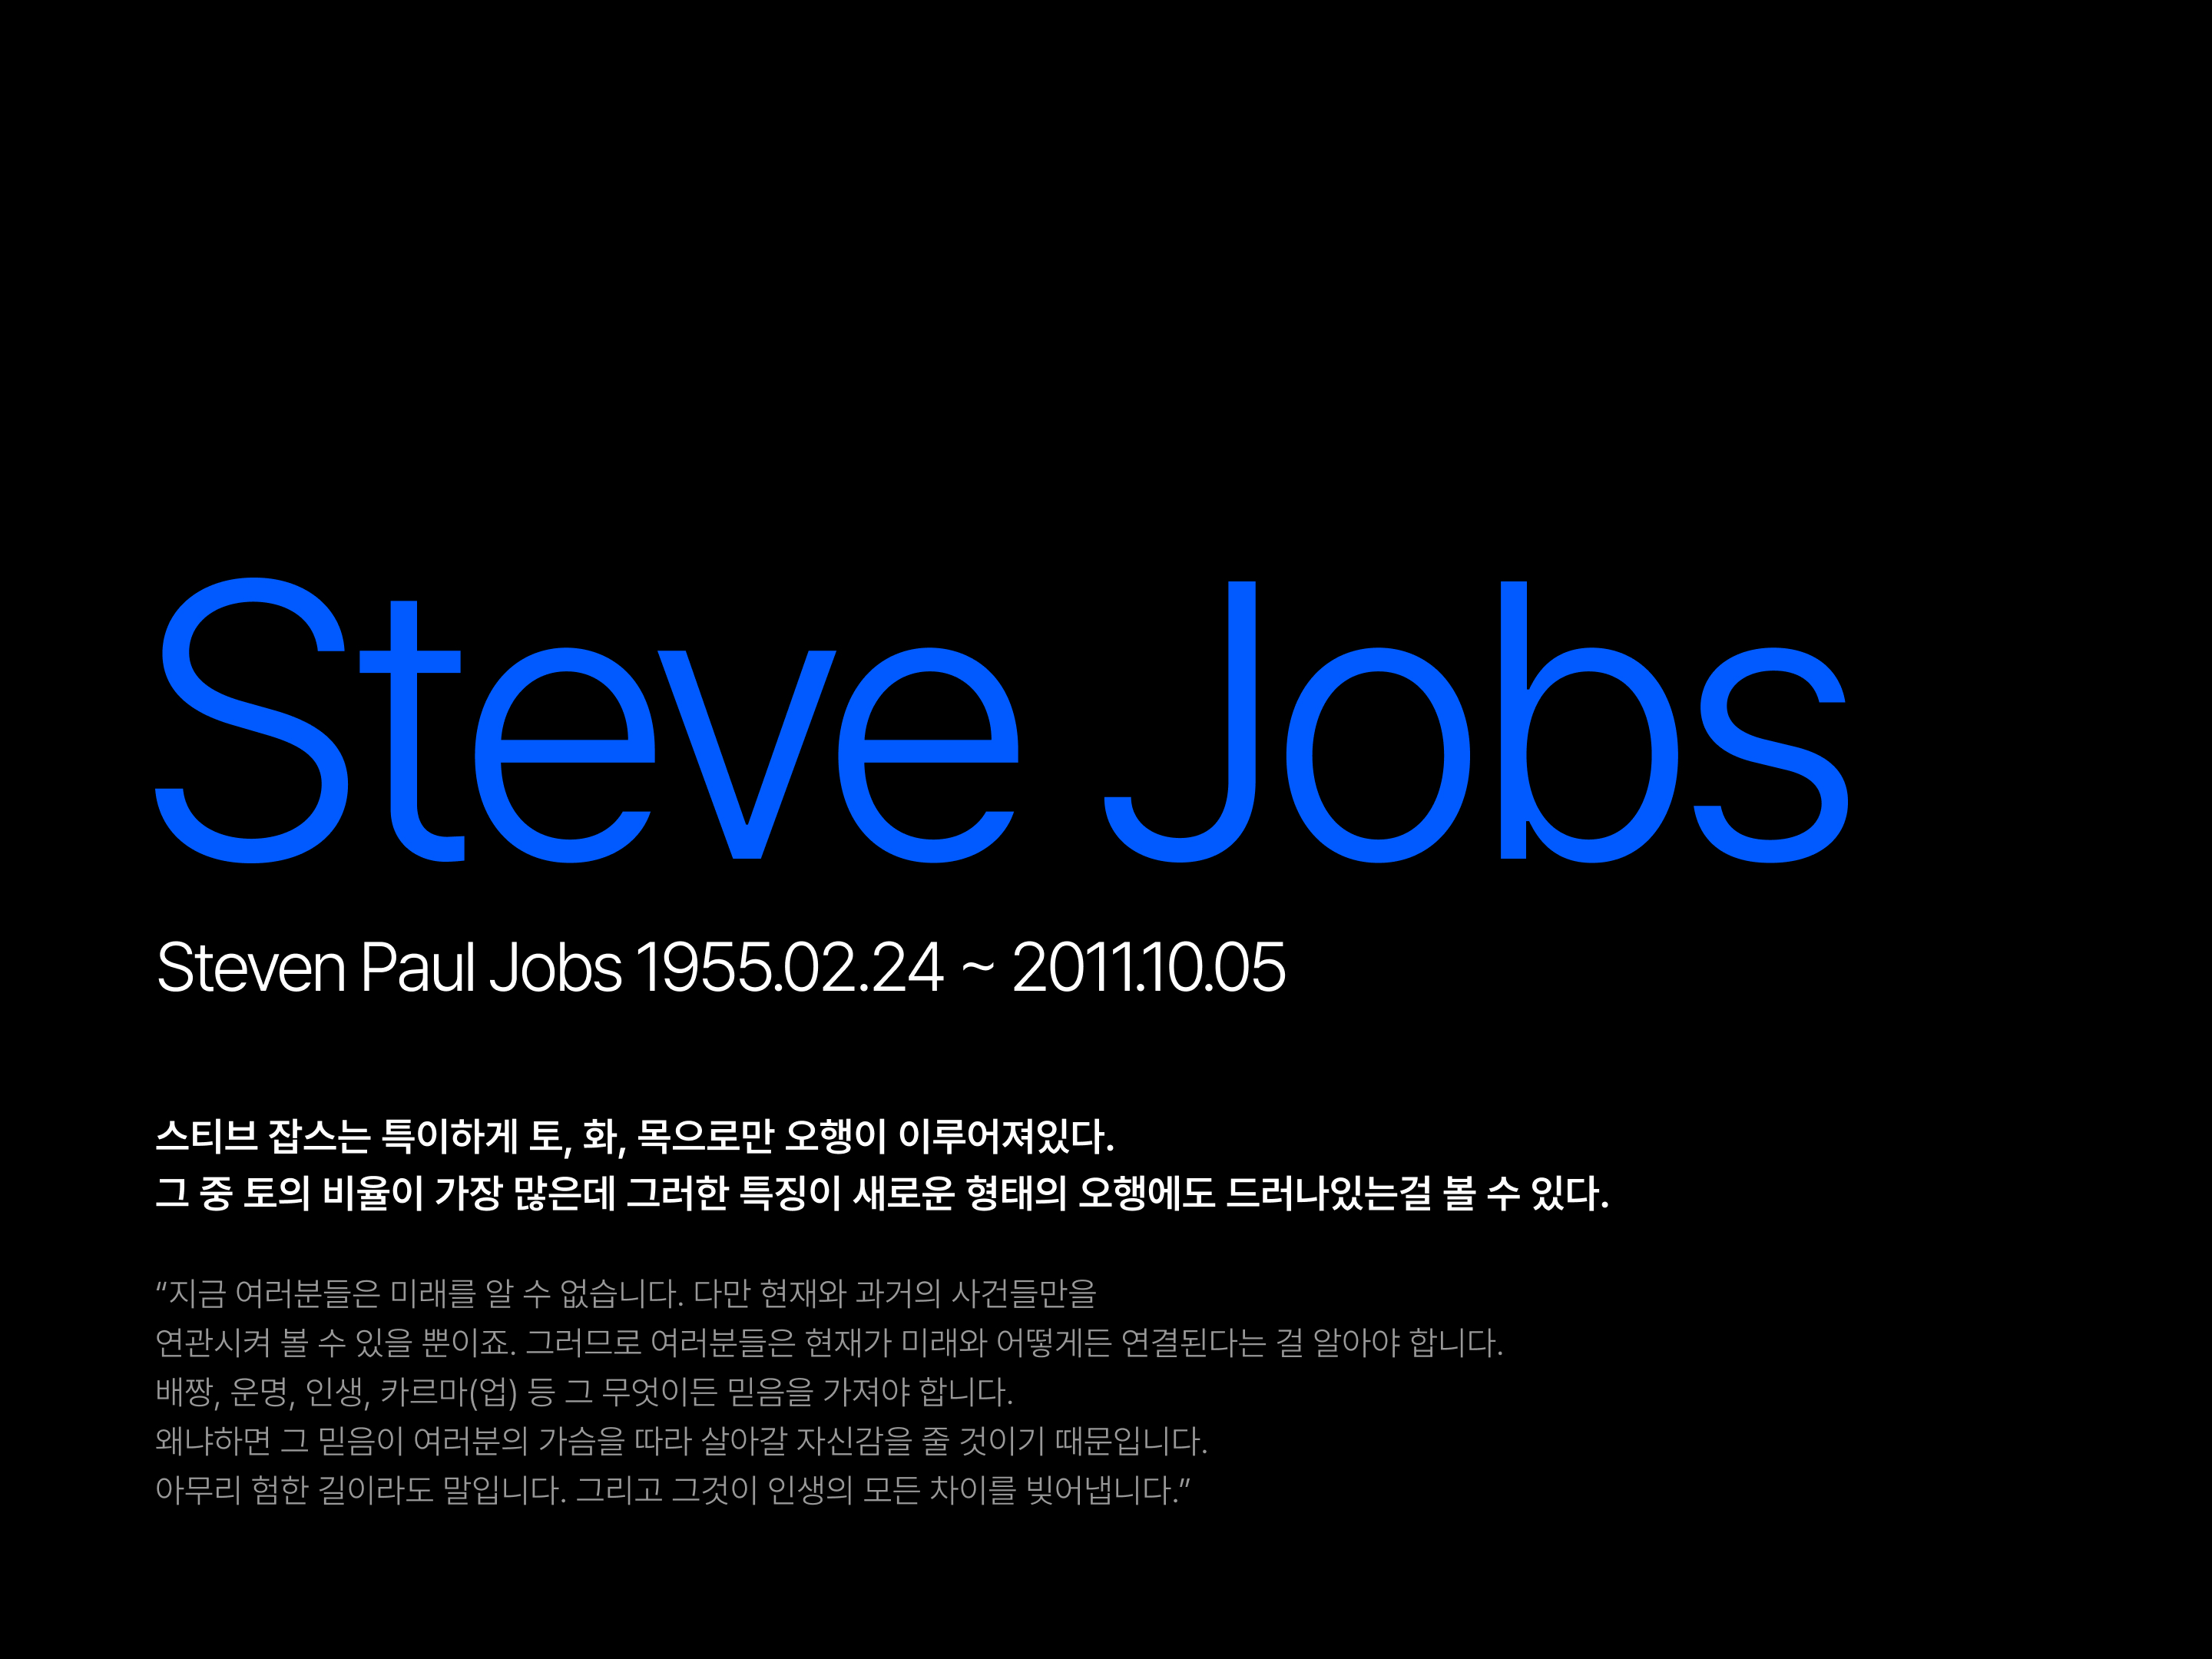 Steve Jobs
Steven Paul Jobs 1955.02.24 ~ 2011.10.05
스티브 잡스는 특이하게 토, 화, 목으로만 오행이 이루어져있다.
그 중 토의 비율이 가장 많은데 그러한 특징이 새로운 형태의 오행에도 드러나있는걸 볼 수 있다.
“지금 여러분들은 미래를 알 수 없습니다. 다만 현재와 과거의 사건들만을
연관시켜 볼 수 있을 뿐이죠. 그러므로 여러분들은 현재가 미래와 어떻게든 연결된다는 걸 알아야 합니다.
배짱, 운명, 인생, 카르마(업) 등 그 무엇이든 믿음을 가져야 합니다.
왜냐하면 그 믿음이 여러분의 가슴을 따라 살아갈 자신감을 줄 것이기 때문입니다.
아무리 험한 길이라도 말입니다. 그리고 그것이 인생의 모든 차이를 빚어냅니다.”